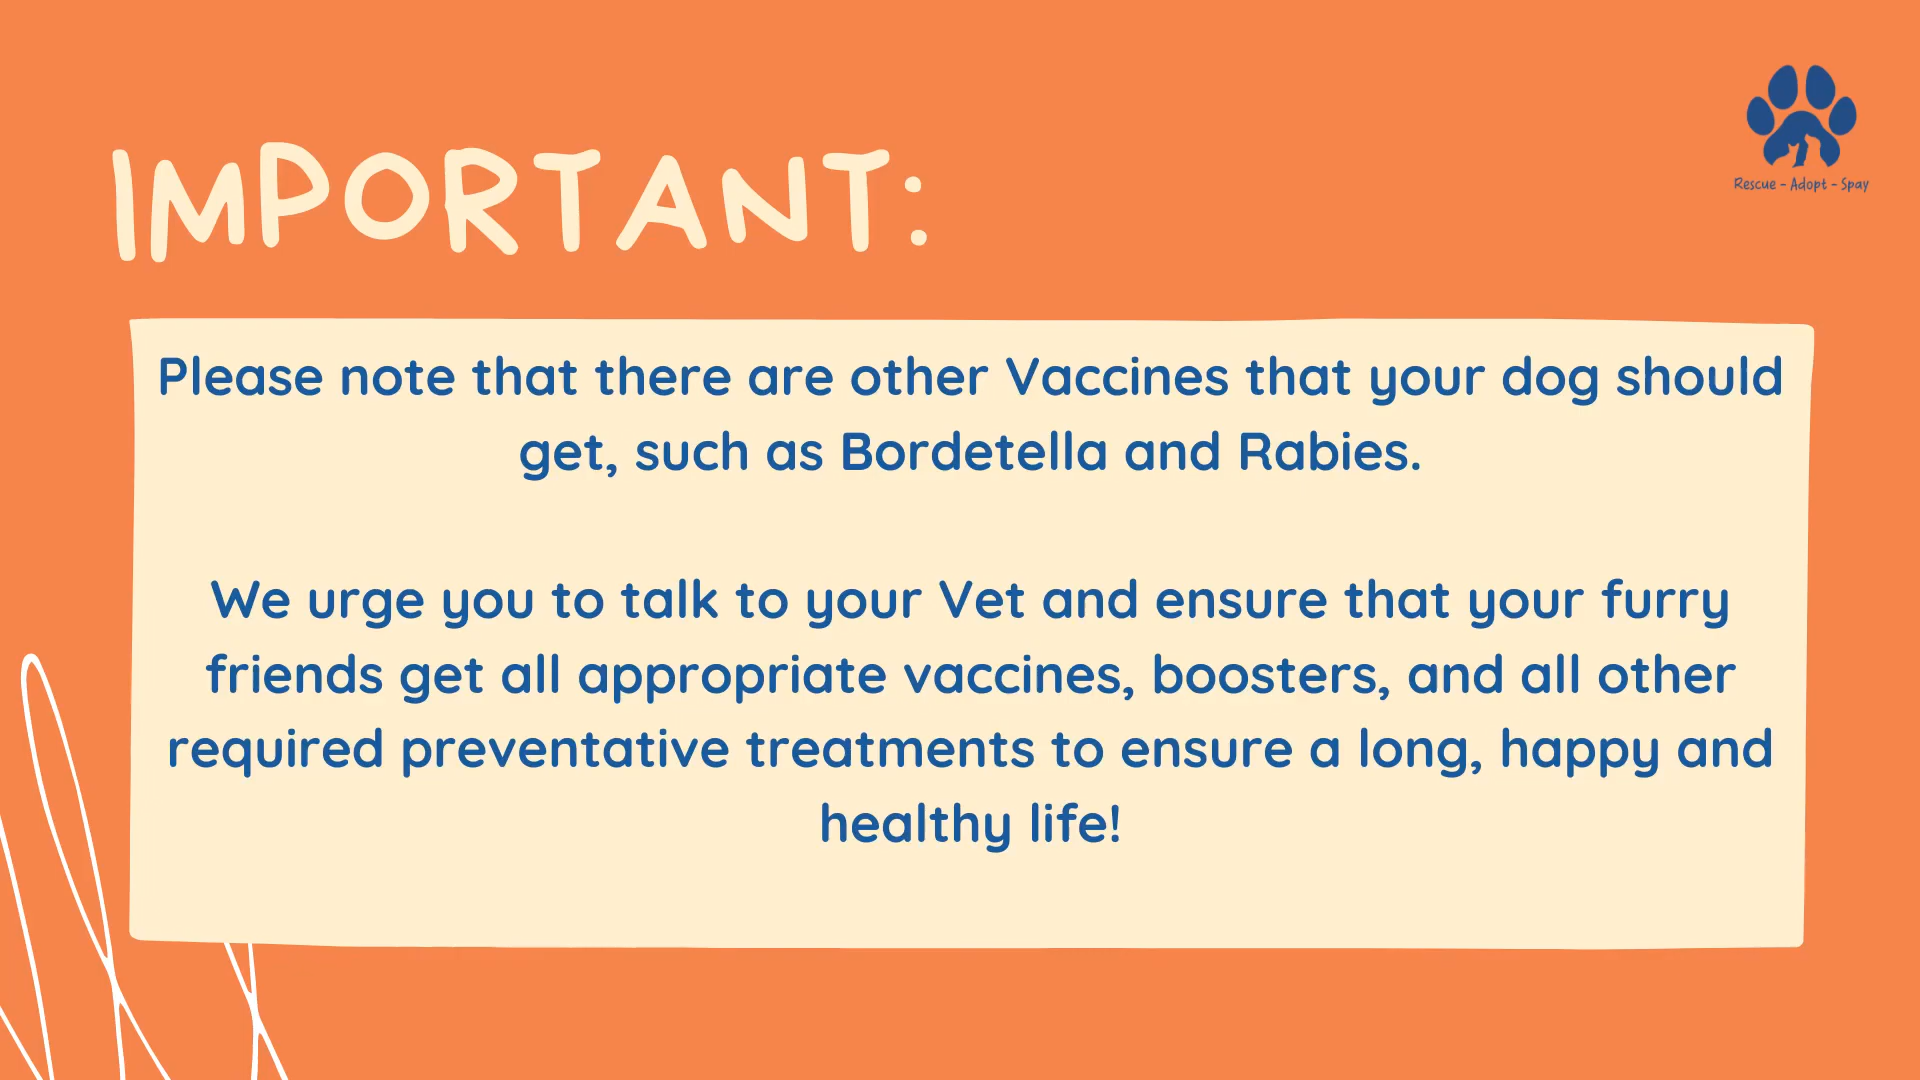 Rescue - Adopt - Spay
IMPORTANT:
Please note that there are other Vaccines that your dog should
get, such as Bordetella and Rabies.
We urge you to talk to your Vet and ensure that your furry
friends get all appropriate vaccines, boosters, and all other
required preventative treatments to ensure a long, happy and
healthy life!